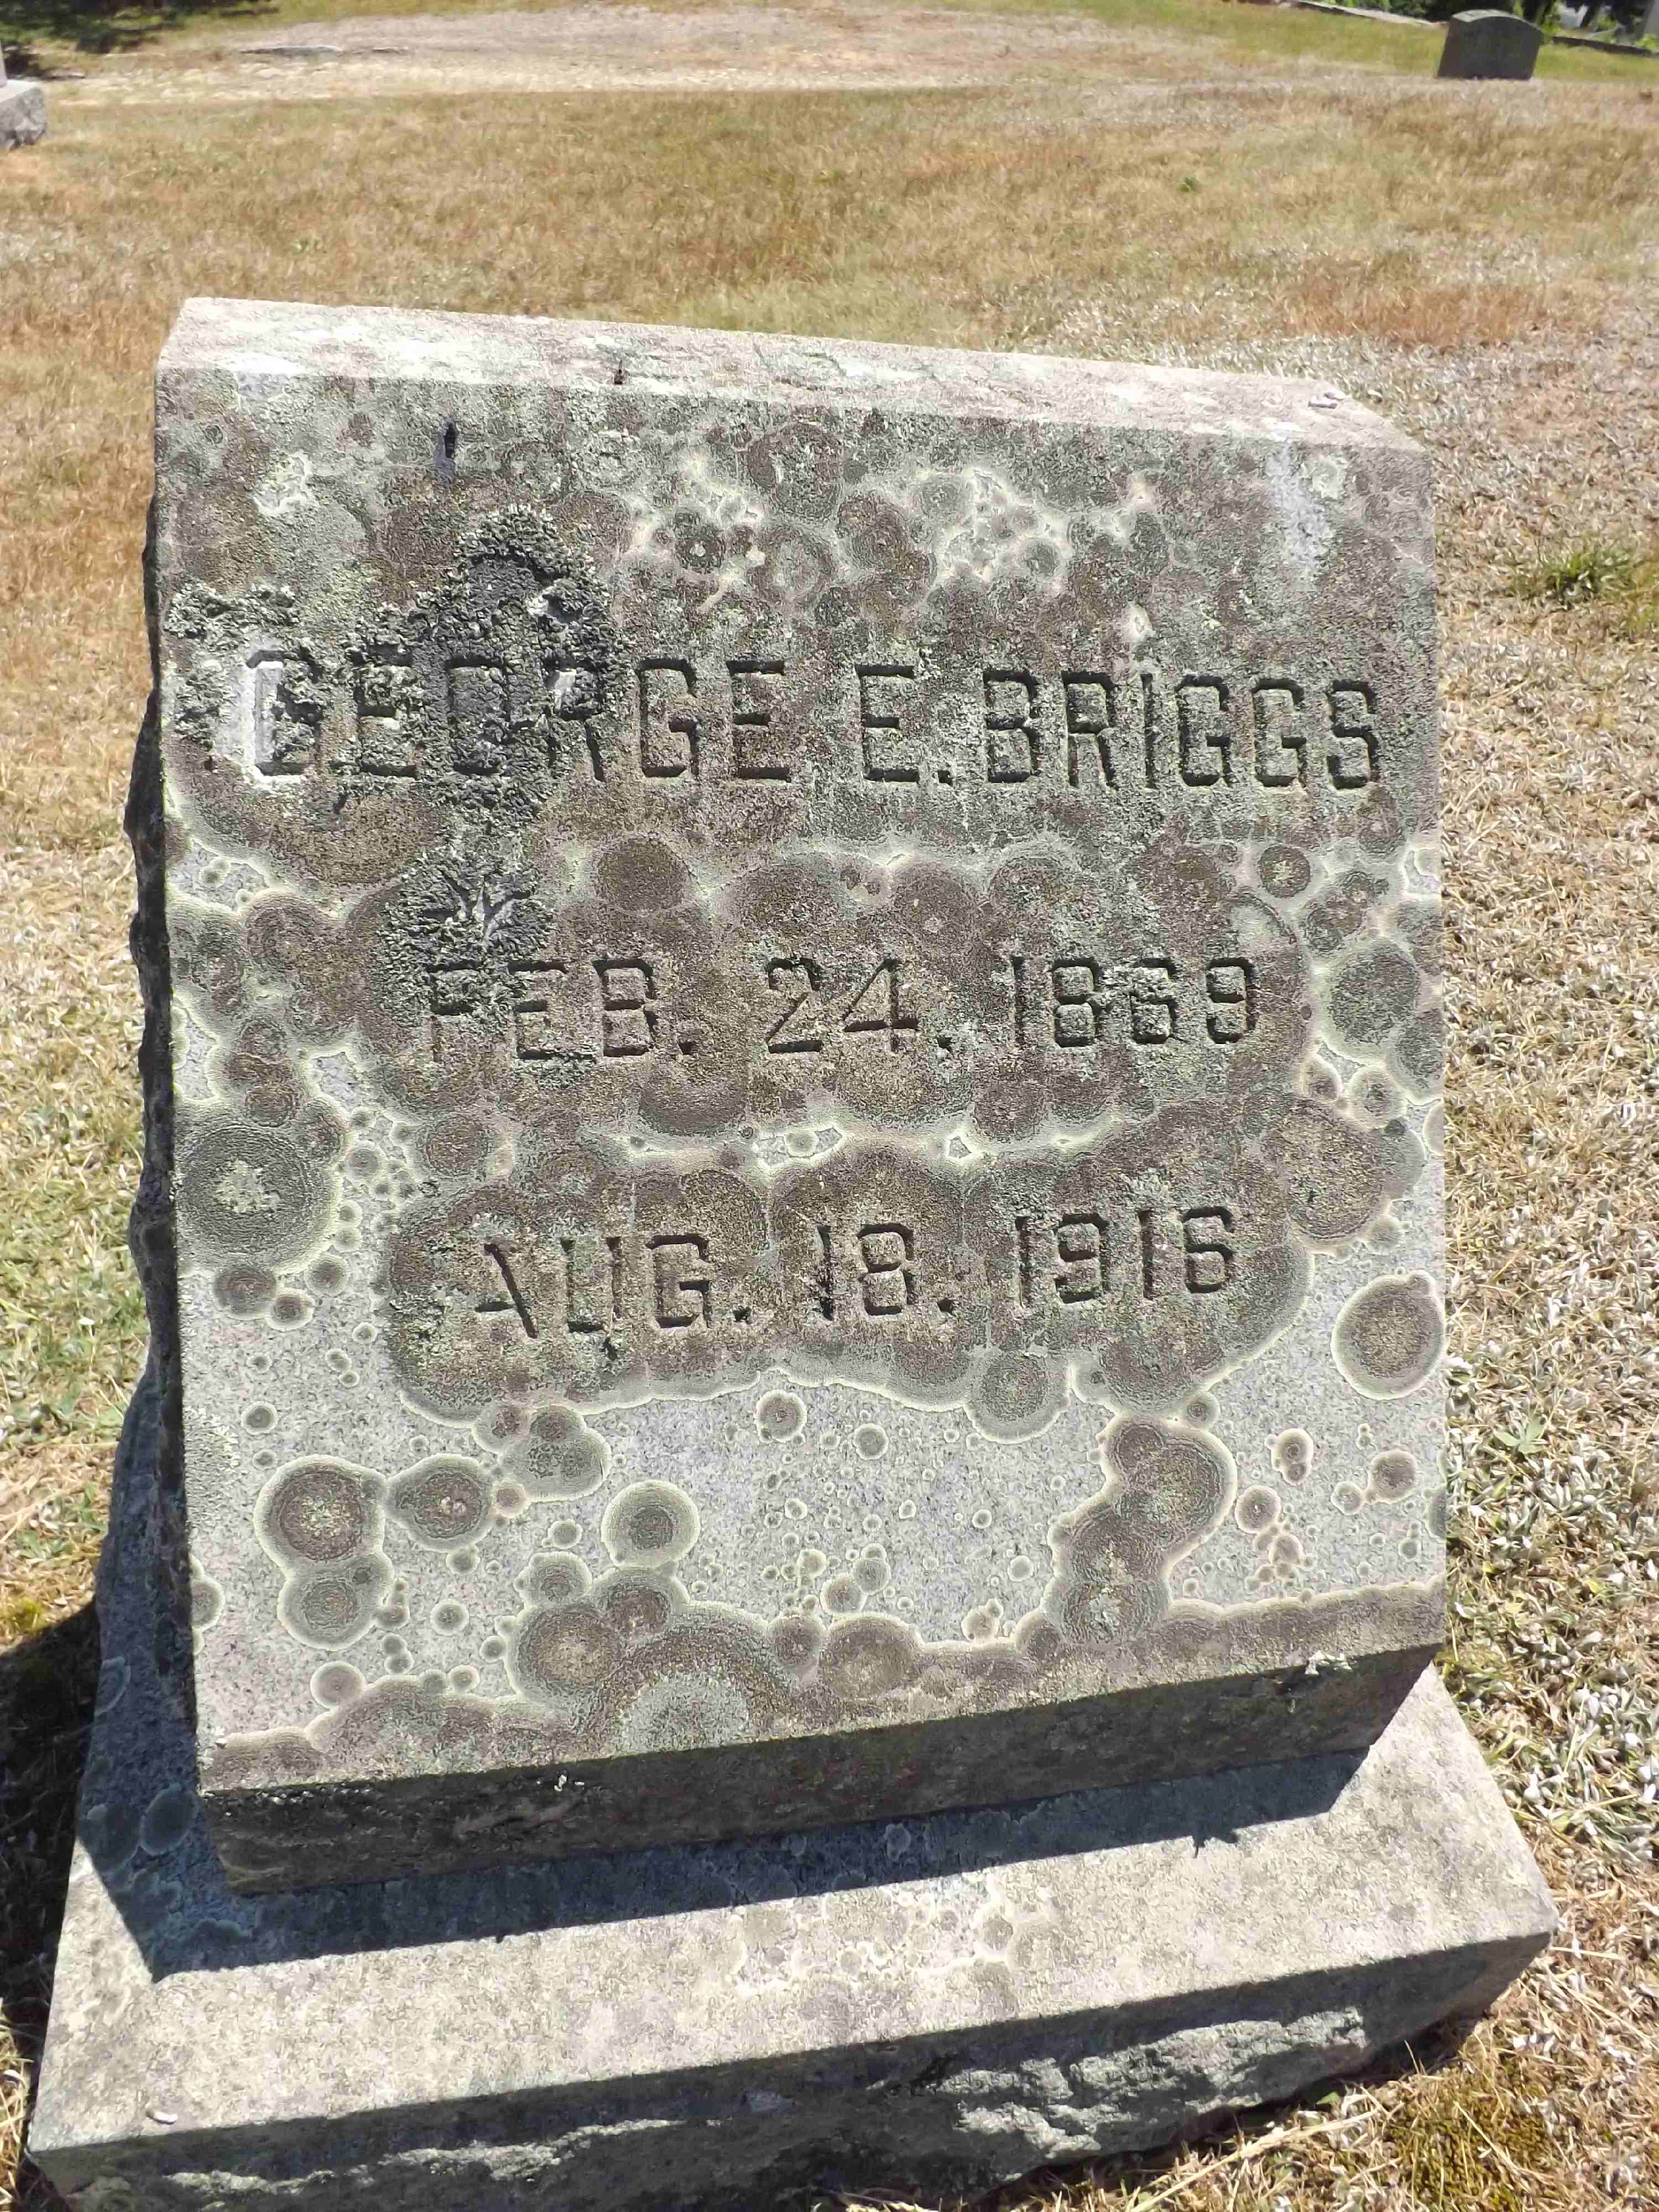 GEORGE E. BRIGGS
FEB. 24. 1869
AUG. 18. 1916